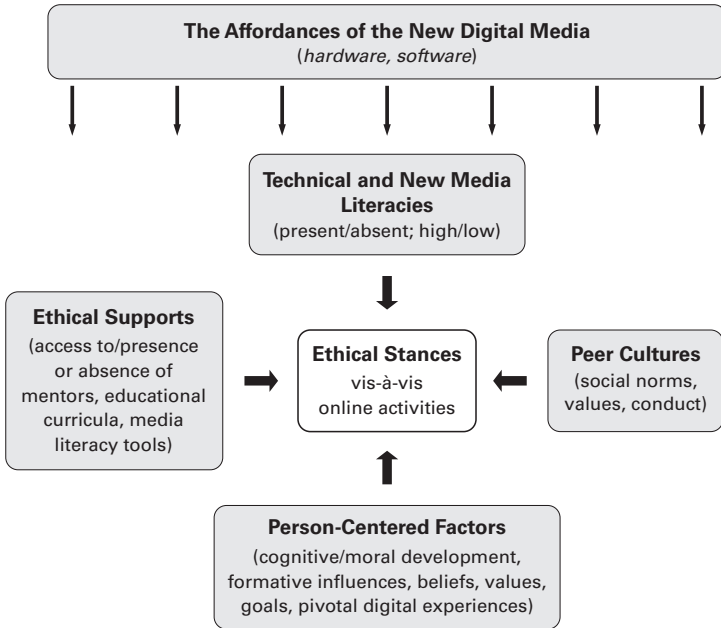 The Affordances of the New Digital Media
(hardware, software)
Technical and New Media
Literacies
(present/absent; high/low)
Ethical Supports
(access to/presence
or absence of
mentors, educational
curricula, media
literacy tools)
Ethical Stances
vis-à-vis
online activities
Peer Cultures
(social norms,
values, conduct)
Person-Centered Factors
(cognitive/moral development,
formative influences, beliefs, values,
goals, pivotal digital experiences)